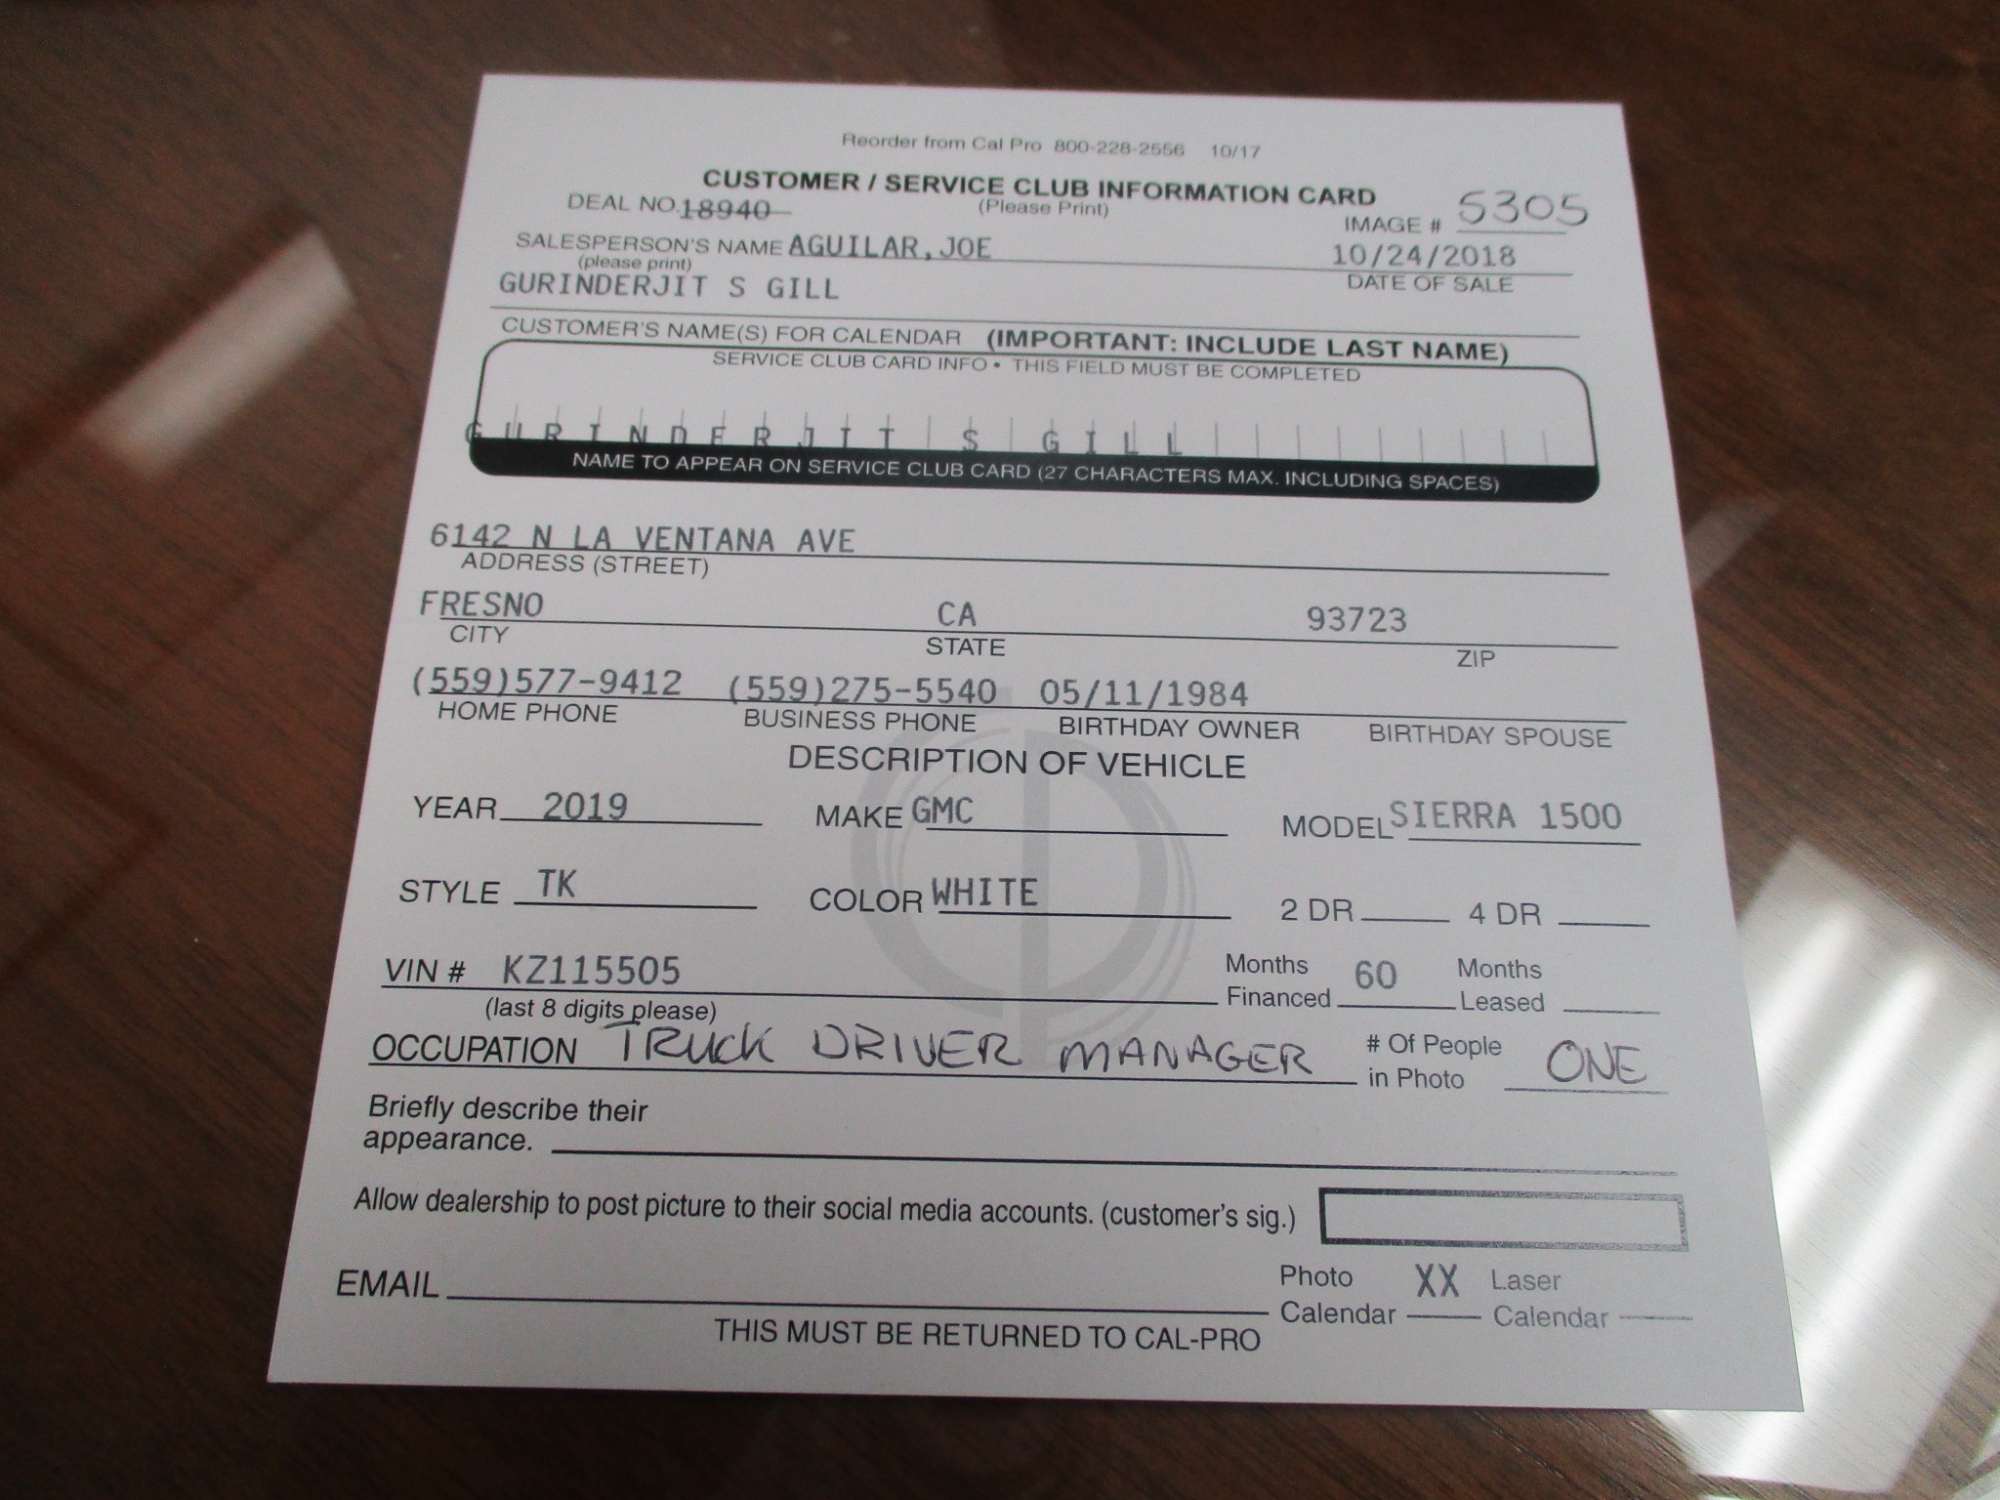 Reorder from Cal Pro 800-228-2556 10/17
CUSTOMER / SERVICE CLUB INFORMATION CARD
DEAL NO. 18940 (Please Print) IMAGE # 5305
SALESPERSON'S NAME AGUILAR,JOE 10/24/2018
(please print) DATE OF SALE
GURINDERJIT S GILL
CUSTOMER'S NAME(S) FOR CALENDAR (IMPORTANT: INCLUDE LAST NAME)
SERVICE CLUB CARD INFO • THIS FIELD MUST BE COMPLETED
GURINDERJIT S GILL
NAME TO APPEAR ON SERVICE CLUB CARD (27 CHARACTERS MAX. INCLUDING SPACES)
6142 N LA VENTANA AVE
ADDRESS (STREET)
FRESNO CA 93723
CITY STATE ZIP
(559)577-9412 (559)275-5540 05/11/1984
HOME PHONE BUSINESS PHONE BIRTHDAY OWNER BIRTHDAY SPOUSE
DESCRIPTION OF VEHICLE
YEAR 2019 MAKE GMC MODEL SIERRA 1500
STYLE TK COLOR WHITE 2 DR 4 DR
VIN # KZ115505 Months Financed 60 Months Leased
(last 8 digits please)
OCCUPATION TRUCK DRIVER MANAGER # Of People in Photo ONE
Briefly describe their
appearance.
Allow dealership to post picture to their social media accounts. (customer's sig.)
EMAIL Photo Calendar XX Laser Calendar
THIS MUST BE RETURNED TO CAL-PRO